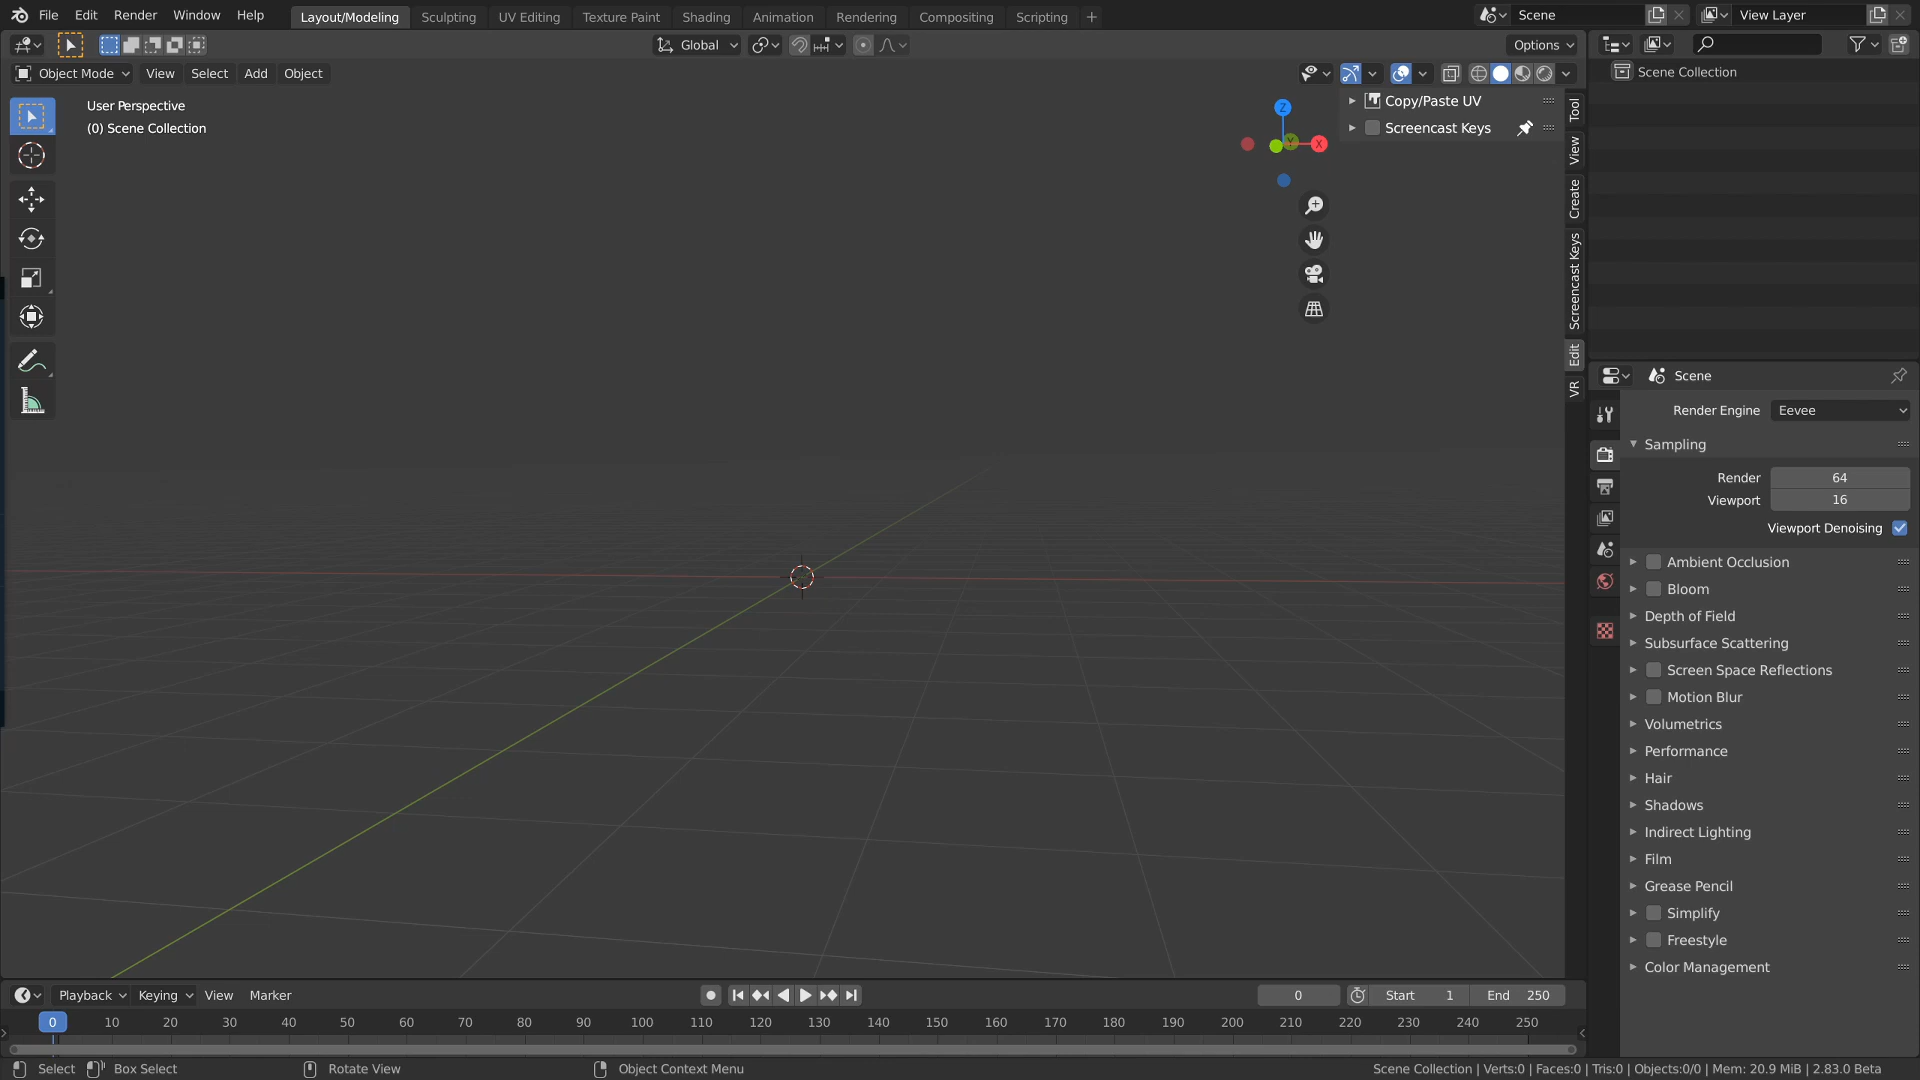 File Edit Render Window Help Layout/Modeling Sculpting UV Editing Texture Paint Shading Animation Rendering Compositing Scripting + Scene View Layer
Global Options
Object Mode View Select Add Object
Scene Collection
User Perspective
(0) Scene Collection
Z
Y
X
Copy/Paste UV
Screencast Keys
Tool
View
Create
Screencast Keys
Edit
VR
Scene
Render Engine Eevee
Sampling
Render 64
Viewport 16
Viewport Denoising
Ambient Occlusion
Bloom
Depth of Field
Subsurface Scattering
Screen Space Reflections
Motion Blur
Volumetrics
Performance
Hair
Shadows
Indirect Lighting
Film
Grease Pencil
Simplify
Freestyle
Color Management
Playback Keying View Marker 0 Start 1 End 250
0 10 20 30 40 50 60 70 80 90 100 110 120 130 140 150 160 170 180 190 200 210 220 230 240 250
Select Box Select Rotate View Object Context Menu Scene Collection | Verts:0 | Faces:0 | Tris:0 | Objects:0/0 | Mem: 20.9 MiB | 2.83.0 Beta